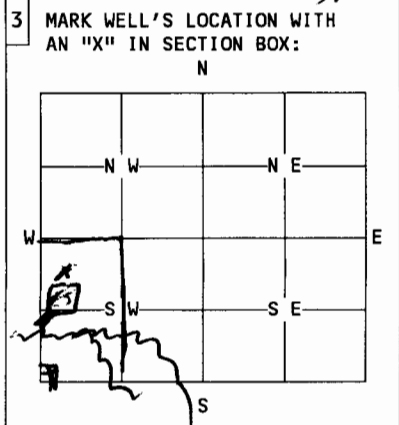 3 MARK WELL'S LOCATION WITH
AN "X" IN SECTION BOX:
N
N W N E
W E
X
S W S E
S